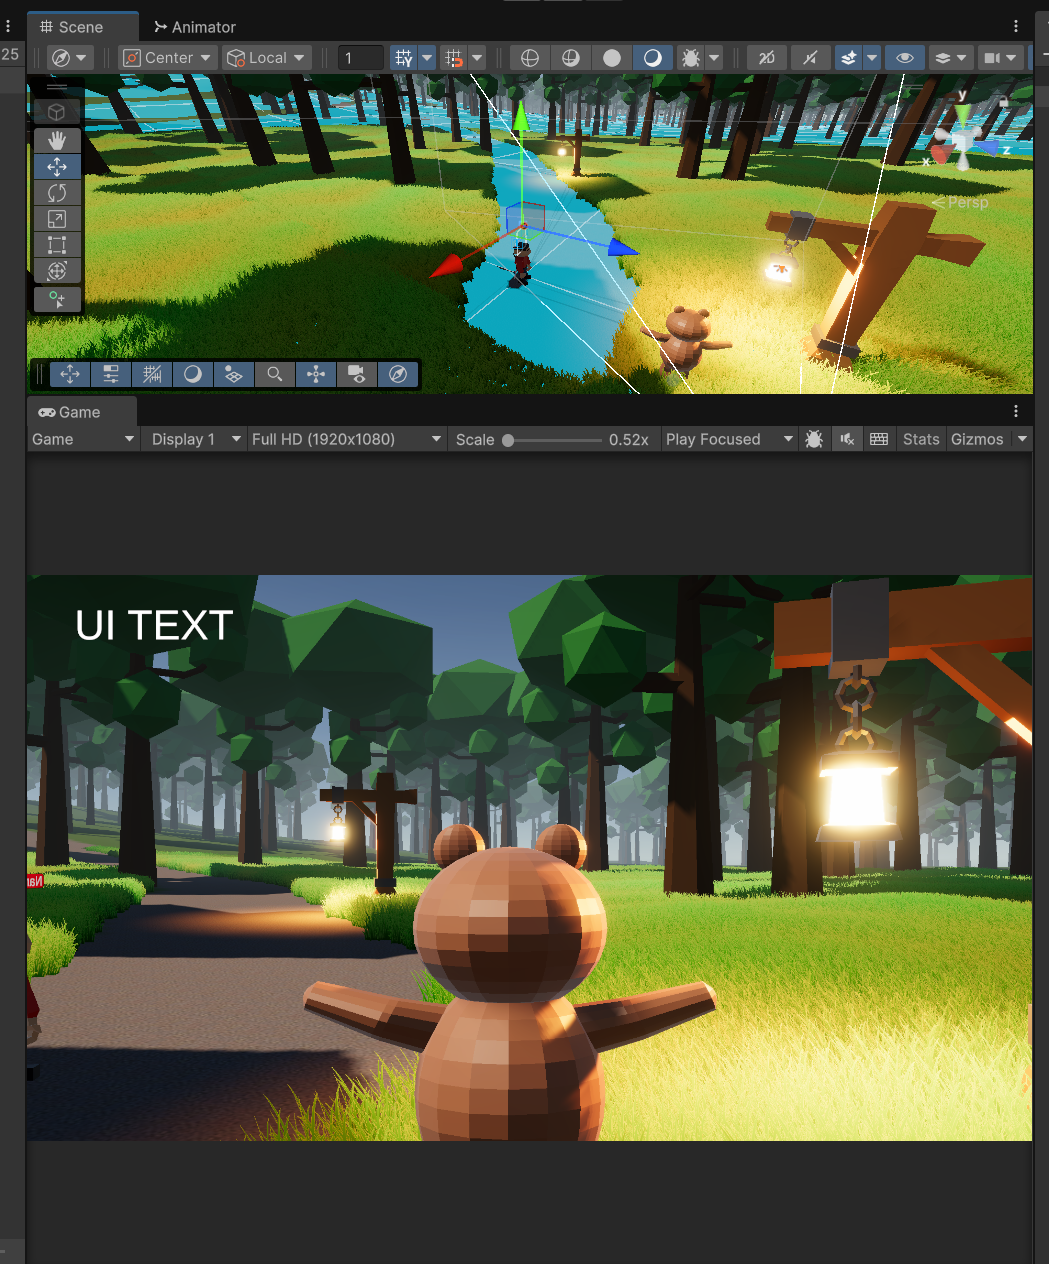 Scene
Animator
25
Center
Local
1
2D
y
x
z
Persp
Game
Game
Display 1
Full HD (1920x1080)
Scale
0.52x
Play Focused
Stats
Gizmos
UI TEXT